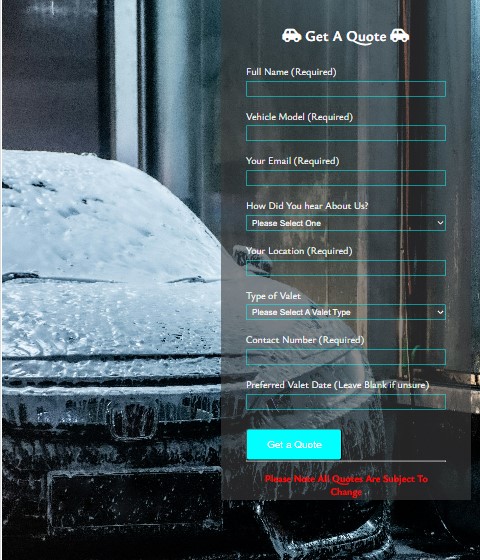 Get A Quote
Full Name (Required)
Vehicle Model (Required)
Your Email (Required)
How Did You hear About Us?
Please Select One
Your Location (Required)
Type of Valet
Please Select A Valet Type
Contact Number (Required)
Preferred Valet Date (Leave Blank if unsure)
Get a Quote
Please Note All Quotes Are Subject To
Change